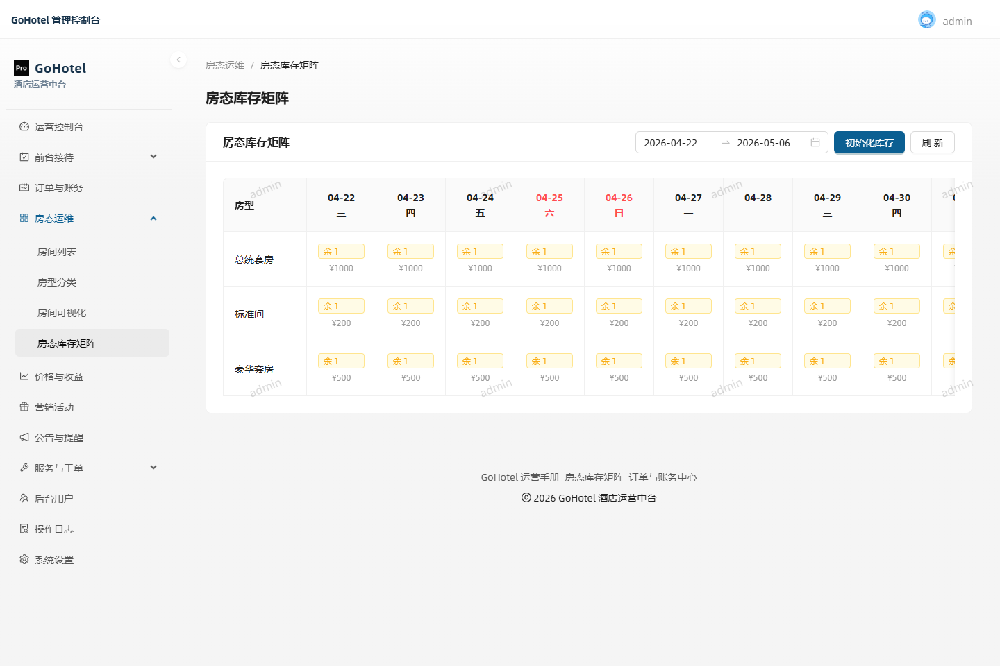 GoHotel 管理控制台
admin
Pro GoHotel
酒店运营中台
运营控制台
前台接待
订单与账务
房态运维
房间列表
房型分类
房间可视化
房态库存矩阵
价格与收益
营销活动
公告与提醒
服务与工单
后台用户
操作日志
系统设置
房态运维 / 房态库存矩阵
房态库存矩阵
房态库存矩阵
2026-04-22 2026-05-06 初始化库存 刷 新
房型 04-22 04-23 04-24 04-25 04-26 04-27 04-28 04-29 04-30
三 四 五 六 日 一 二 三 四
总统套房 余 1 余 1 余 1 余 1 余 1 余 1 余 1 余 1 余 1 余
¥1000 ¥1000 ¥1000 ¥1000 ¥1000 ¥1000 ¥1000 ¥1000 ¥1000
标准间 余 1 余 1 余 1 余 1 余 1 余 1 余 1 余 1 余 1 余
¥200 ¥200 ¥200 ¥200 ¥200 ¥200 ¥200 ¥200 ¥200
豪华套房 余 1 余 1 余 1 余 1 余 1 余 1 余 1 余 1 余 1 余
¥500 ¥500 ¥500 ¥500 ¥500 ¥500 ¥500 ¥500 ¥500
admin admin admin admin
admin admin admin admin
GoHotel 运营手册 房态库存矩阵 订单与账务中心
© 2026 GoHotel 酒店运营中台